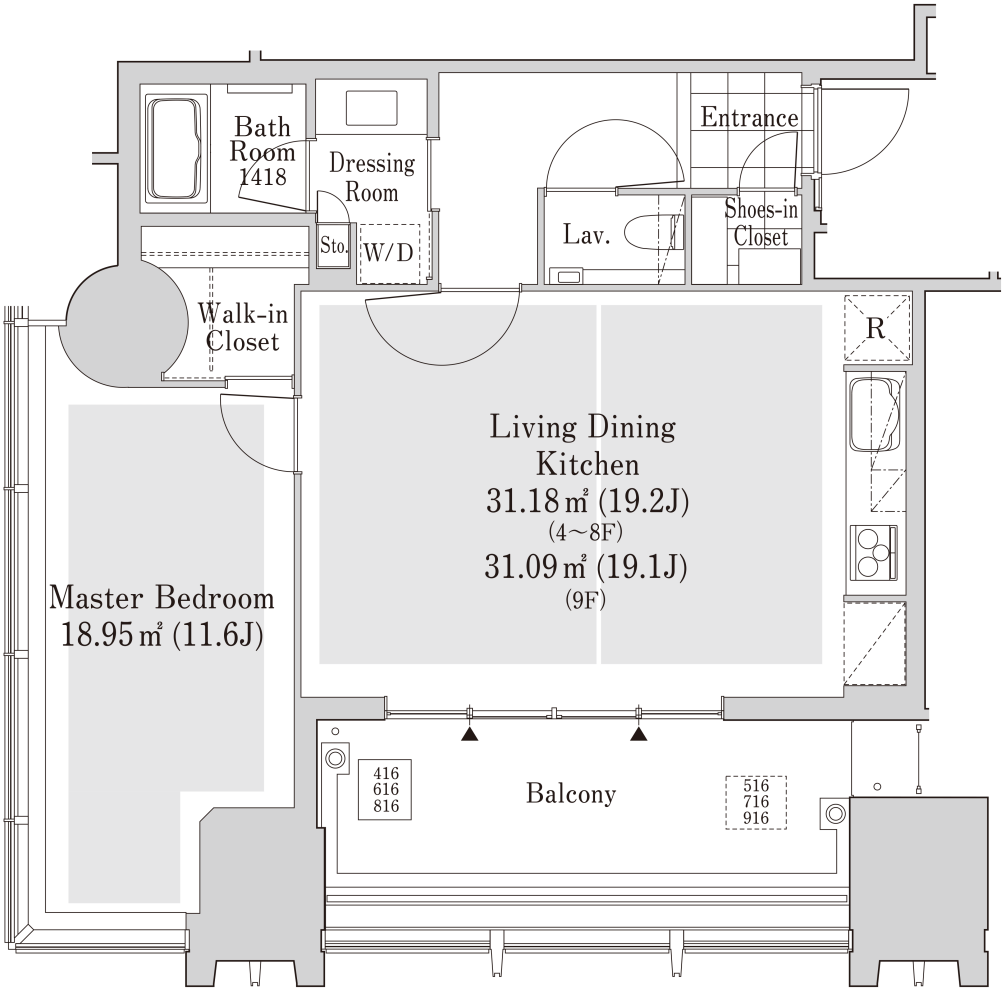 Entrance
Bath
Room
1418
Dressing
Room
Shoes-in
Closet
Lav.
Sto.
W/D
Walk-in
Closet
R
Living Dining
Kitchen
31.18㎡ (19.2J)
(4～8F)
31.09㎡ (19.1J)
(9F)
Master Bedroom
18.95㎡ (11.6J)
Balcony
416
616
816
516
716
916